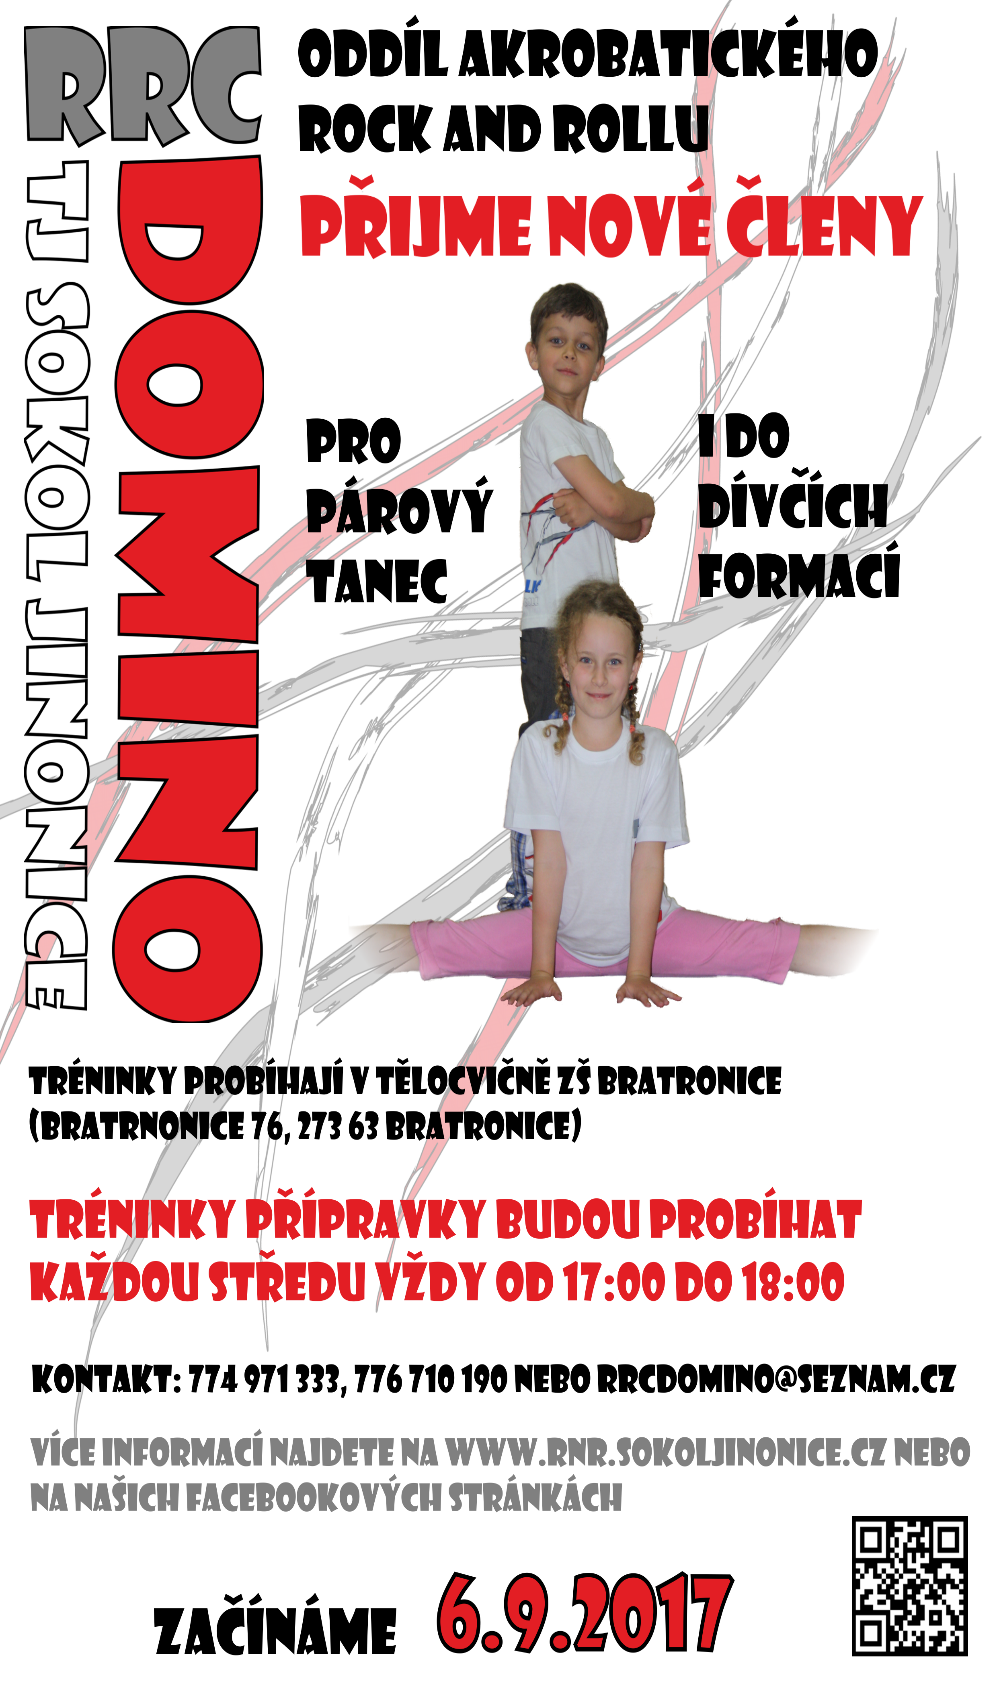 RRC
DOMINO
TJ SOKOL JINONICE
ODDÍL AKROBATICKÉHO
ROCK AND ROLLU
PŘIJME NOVÉ ČLENY
PRO
PÁROVÝ
TANEC
I DO
DÍVČÍCH
FORMACÍ
TRÉNINKY PROBÍHAJÍ V TĚLOCVIČNĚ ZŠ BRATRONICE
(BRATRNONICE 76, 273 63 BRATRONICE)
TRÉNINKY PŘÍPRAVKY BUDOU PROBÍHAT
KAŽDOU STŘEDU VŽDY OD 17:00 DO 18:00
KONTAKT: 774 971 333, 776 710 190 NEBO RRCDOMINO@SEZNAM.CZ
VÍCE INFORMACÍ NAJDETE NA WWW.RNR.SOKOLJINONICE.CZ NEBO
NA NAŠICH FACEBOOKOVÝCH STRÁNKÁCH
ZAČÍNÁME 6.9.2017